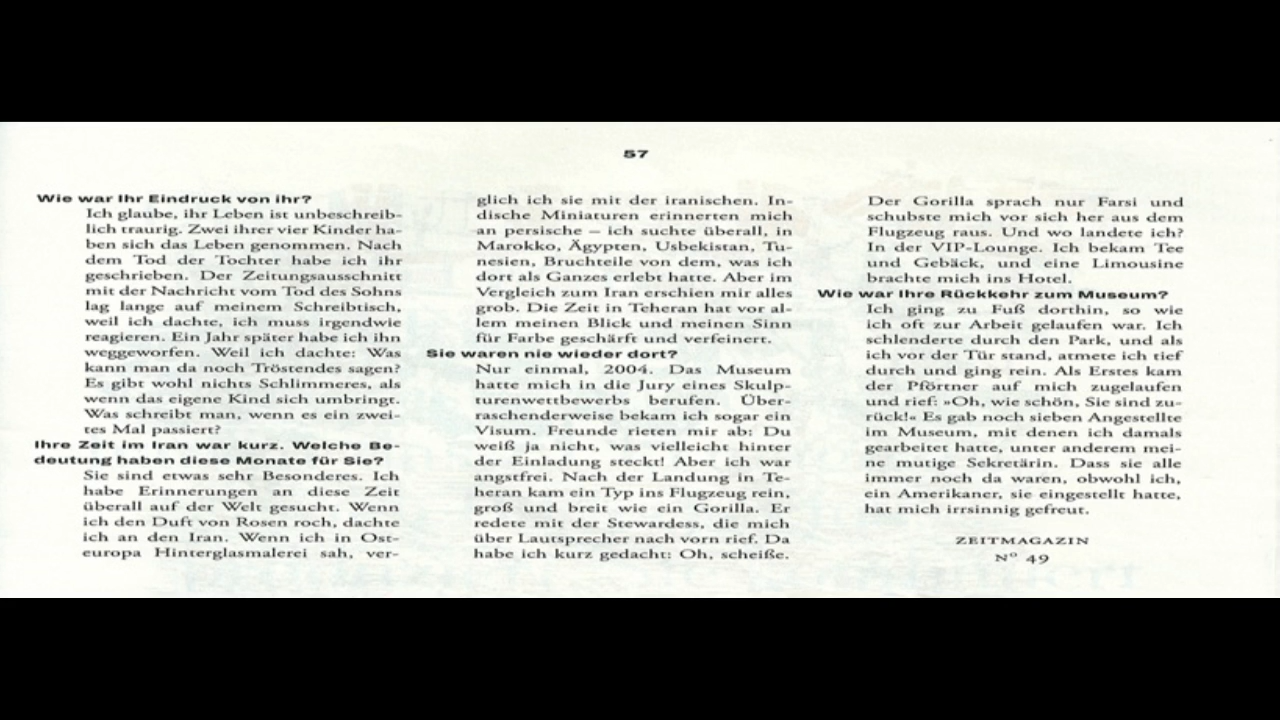 57
Wie war Ihr Eindruck von ihr?
Ich glaube, ihr Leben ist unbeschreib-
lich traurig. Zwei ihrer vier Kinder ha-
ben sich das Leben genommen. Nach
dem Tod der Tochter habe ich ihr
geschrieben. Der Zeitungsausschnitt
mit der Nachricht vom Tod des Sohns
lag lange auf meinem Schreibtisch,
weil ich dachte, ich muss irgendwie
reagieren. Ein Jahr später habe ich ihn
weggeworfen. Weil ich dachte: Was
kann man da noch Tröstendes sagen?
Es gibt wohl nichts Schlimmeres, als
wenn das eigene Kind sich umbringt.
Was schreibt man, wenn es ein zwei-
tes Mal passiert?
Ihre Zeit im Iran war kurz. Welche Be-
deutung haben diese Monate für Sie?
Sie sind etwas sehr Besonderes. Ich
habe Erinnerungen an diese Zeit
überall auf der Welt gesucht. Wenn
ich den Duft von Rosen roch, dachte
ich an den Iran. Wenn ich in Ost-
europa Hinterglasmalerei sah, ver-
glich ich sie mit der iranischen. In-
dische Miniaturen erinnerten mich
an persische – ich suchte überall, in
Marokko, Ägypten, Usbekistan, Tu-
nesien, Bruchteile von dem, was ich
dort als Ganzes erlebt hatte. Aber im
Vergleich zum Iran erschien mir alles
grob. Die Zeit in Teheran hat vor al-
lem meinen Blick und meinen Sinn
für Farbe geschärft und verfeinert.
Sie waren nie wieder dort?
Nur einmal, 2004. Das Museum
hatte mich in die Jury eines Skulp-
turenwettbewerbs berufen. Über-
raschenderweise bekam ich sogar ein
Visum. Freunde rieten mir ab: Du
weiß ja nicht, was vielleicht hinter
der Einladung steckt! Aber ich war
angstfrei. Nach der Landung in Te-
heran kam ein Typ ins Flugzeug rein,
groß und breit wie ein Gorilla. Er
redete mit der Stewardess, die mich
über Lautsprecher nach vorn rief. Da
habe ich kurz gedacht: Oh, scheiße.
Der Gorilla sprach nur Farsi und
schubste mich vor sich her aus dem
Flugzeug raus. Und wo landete ich?
In der VIP-Lounge. Ich bekam Tee
und Gebäck, und eine Limousine
brachte mich ins Hotel.
Wie war Ihre Rückkehr zum Museum?
Ich ging zu Fuß dorthin, so wie
ich oft zur Arbeit gelaufen war. Ich
schlenderte durch den Park, und als
ich vor der Tür stand, atmete ich tief
durch und ging rein. Als Erstes kam
der Pförtner auf mich zugelaufen
und rief: »Oh, wie schön, Sie sind zu-
rück!« Es gab noch sieben Angestellte
im Museum, mit denen ich damals
gearbeitet hatte, unter anderem mei-
ne mutige Sekretärin. Dass sie alle
immer noch da waren, obwohl ich,
ein Amerikaner, sie eingestellt hatte,
hat mich irrsinnig gefreut.
ZEITMAGAZIN
Nº 49